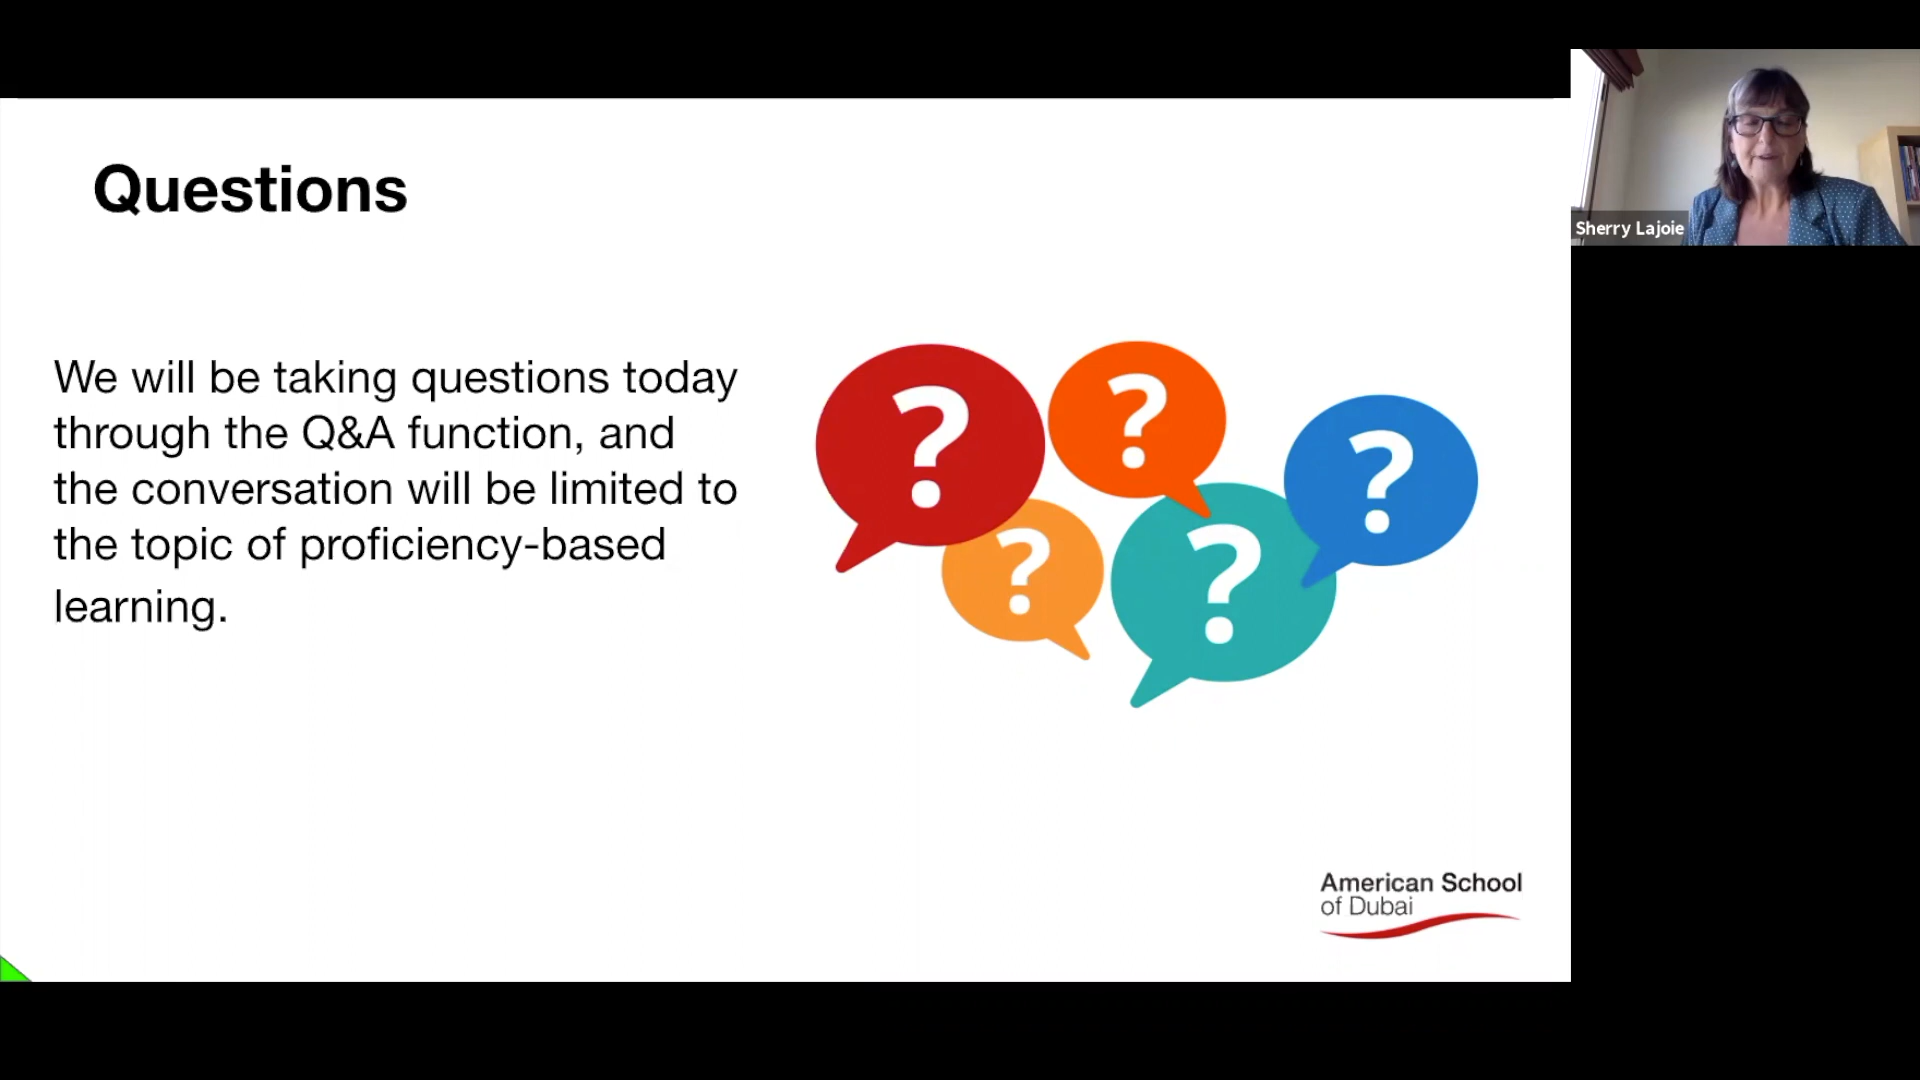 Questions
We will be taking questions today
through the Q&A function, and
the conversation will be limited to
the topic of proficiency-based
learning.
?
?
?
?
?
American School
of Dubai
Sherry Lajoie